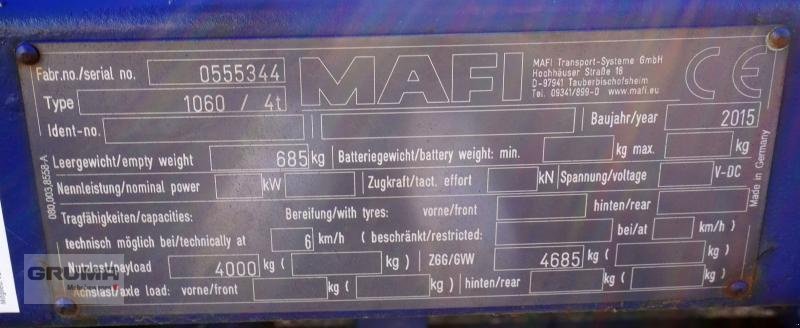 Fabr.no./serial no. 0555344
MAFI
MAFI Transport-Systeme GmbH
Hochhäuser Straße 18
D-97941 Tauberbischofsheim
Tel. 09341/899-0 www.mafi.eu
CE
Type 1060 / 4t
Ident-no.
Baujahr/year 2015
Leergewicht/empty weight 685 kg Batteriegewicht/battery weight: min. kg max. kg
Nennleistung/nominal power kW Zugkraft/tact. effort kN Spannung/voltage V-DC
Tragfähigkeiten/capacities: Bereifung/with tyres: vorne/front hinten/rear
technisch möglich bei/technically at 6 km/h ( beschränkt/restricted: bei/at km/h )
Nutzlast/payload 4000 kg ( kg ) ZGG/GVW 4685 kg ( kg )
Achslast/axle load: vorne/front kg ( kg ) hinten/rear kg ( kg )
080.003.8558-A
Made in Germany
GRUMA